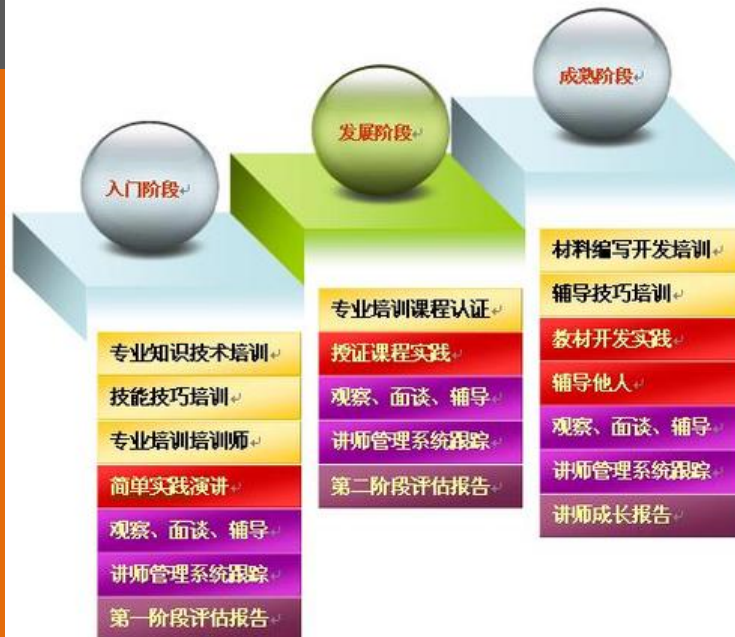 入门阶段
专业知识技术培训
技能技巧培训
专业培训培训师
简单实践演讲
观察、面谈、辅导
讲师管理系统跟踪
第一阶段评估报告
发展阶段
专业培训课程认证
授证课程实践
观察、面谈、辅导
讲师管理系统跟踪
第二阶段评估报告
成熟阶段
材料编写开发培训
辅导技巧培训
教材开发实践
辅导他人
观察、面谈、辅导
讲师管理系统跟踪
讲师成长报告